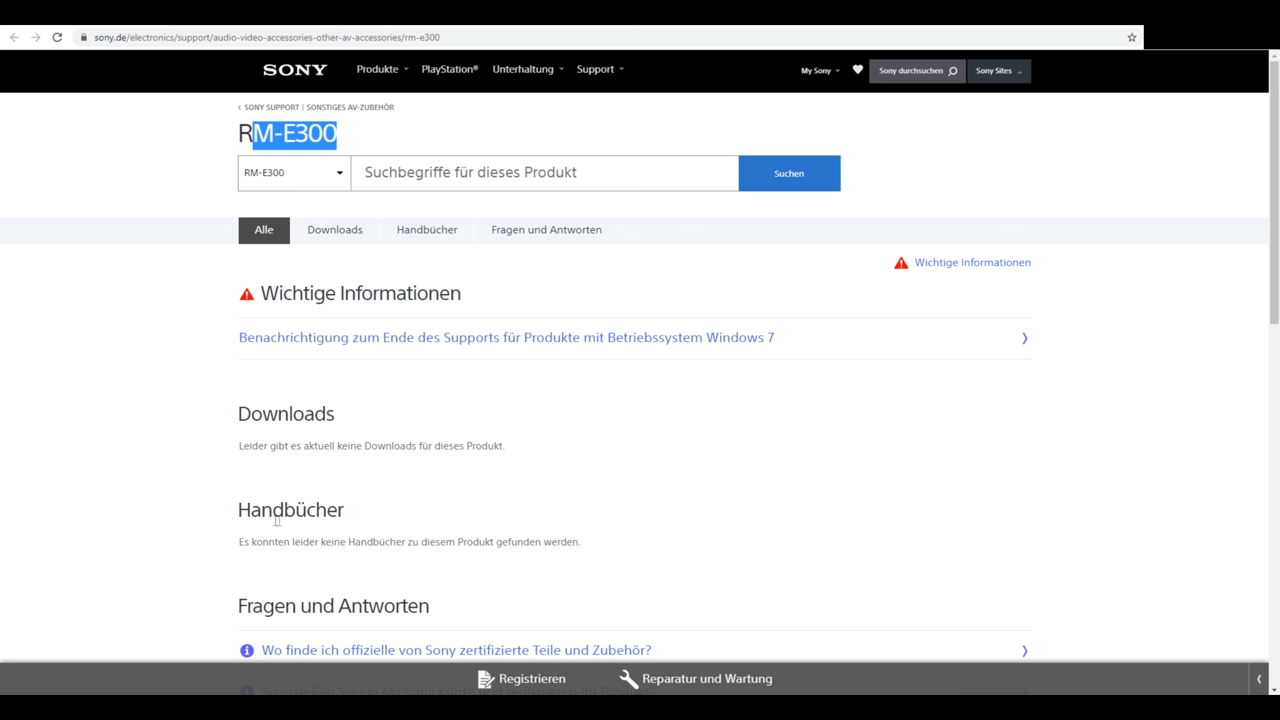 sony.de/electronics/support/audio-video-accessories-other-av-accessories/rm-e300
SONY Produkte PlayStation® Unterhaltung Support My Sony Sony durchsuchen Sony Sites
‹ SONY SUPPORT | SONSTIGES AV-ZUBEHÖR
RM-E300
RM-E300 Suchbegriffe für dieses Produkt Suchen
Alle Downloads Handbücher Fragen und Antworten
Wichtige Informationen
Wichtige Informationen
Benachrichtigung zum Ende des Supports für Produkte mit Betriebssystem Windows 7
Downloads
Leider gibt es aktuell keine Downloads für dieses Produkt.
Handbücher
Es konnten leider keine Handbücher zu diesem Produkt gefunden werden.
Fragen und Antworten
Wo finde ich offizielle von Sony zertifizierte Teile und Zubehör?
Registrieren Reparatur und Wartung